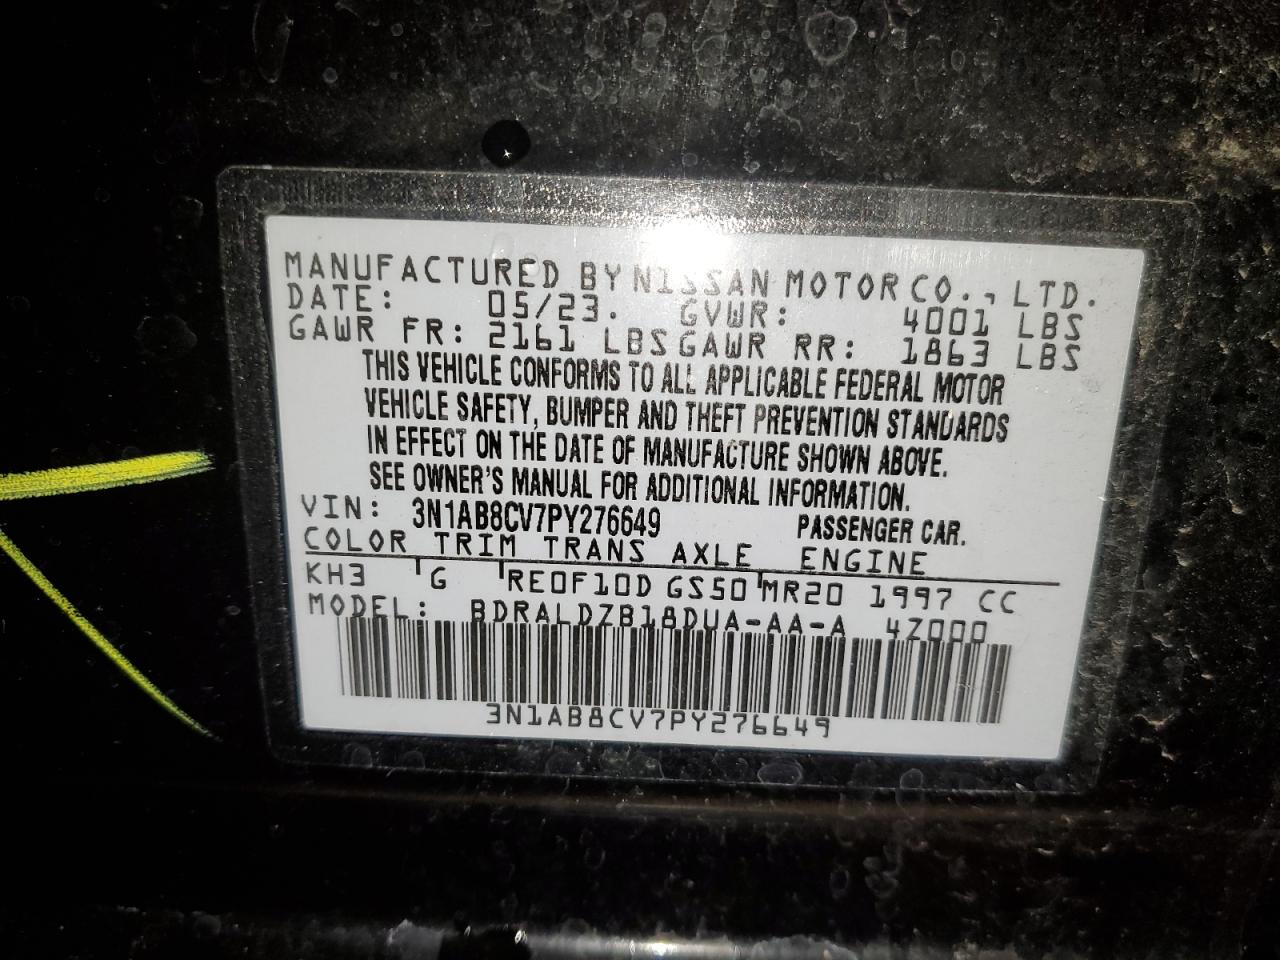 MANUFACTURED BY NISSAN MOTOR CO., LTD.
DATE: 05/23. GVWR: 4001 LBS
GAWR FR: 2161 LBS GAWR RR: 1863 LBS
THIS VEHICLE CONFORMS TO ALL APPLICABLE FEDERAL MOTOR
VEHICLE SAFETY, BUMPER AND THEFT PREVENTION STANDARDS
IN EFFECT ON THE DATE OF MANUFACTURE SHOWN ABOVE.
SEE OWNER'S MANUAL FOR ADDITIONAL INFORMATION.
VIN: 3N1AB8CV7PY276649 PASSENGER CAR.
COLOR TRIM TRANS AXLE ENGINE
KH3 G RE0F10D GS50 MR20 1997 CC
MODEL: BDRALDZB18DUA-AA-A 4Z000
3N1AB8CV7PY276649